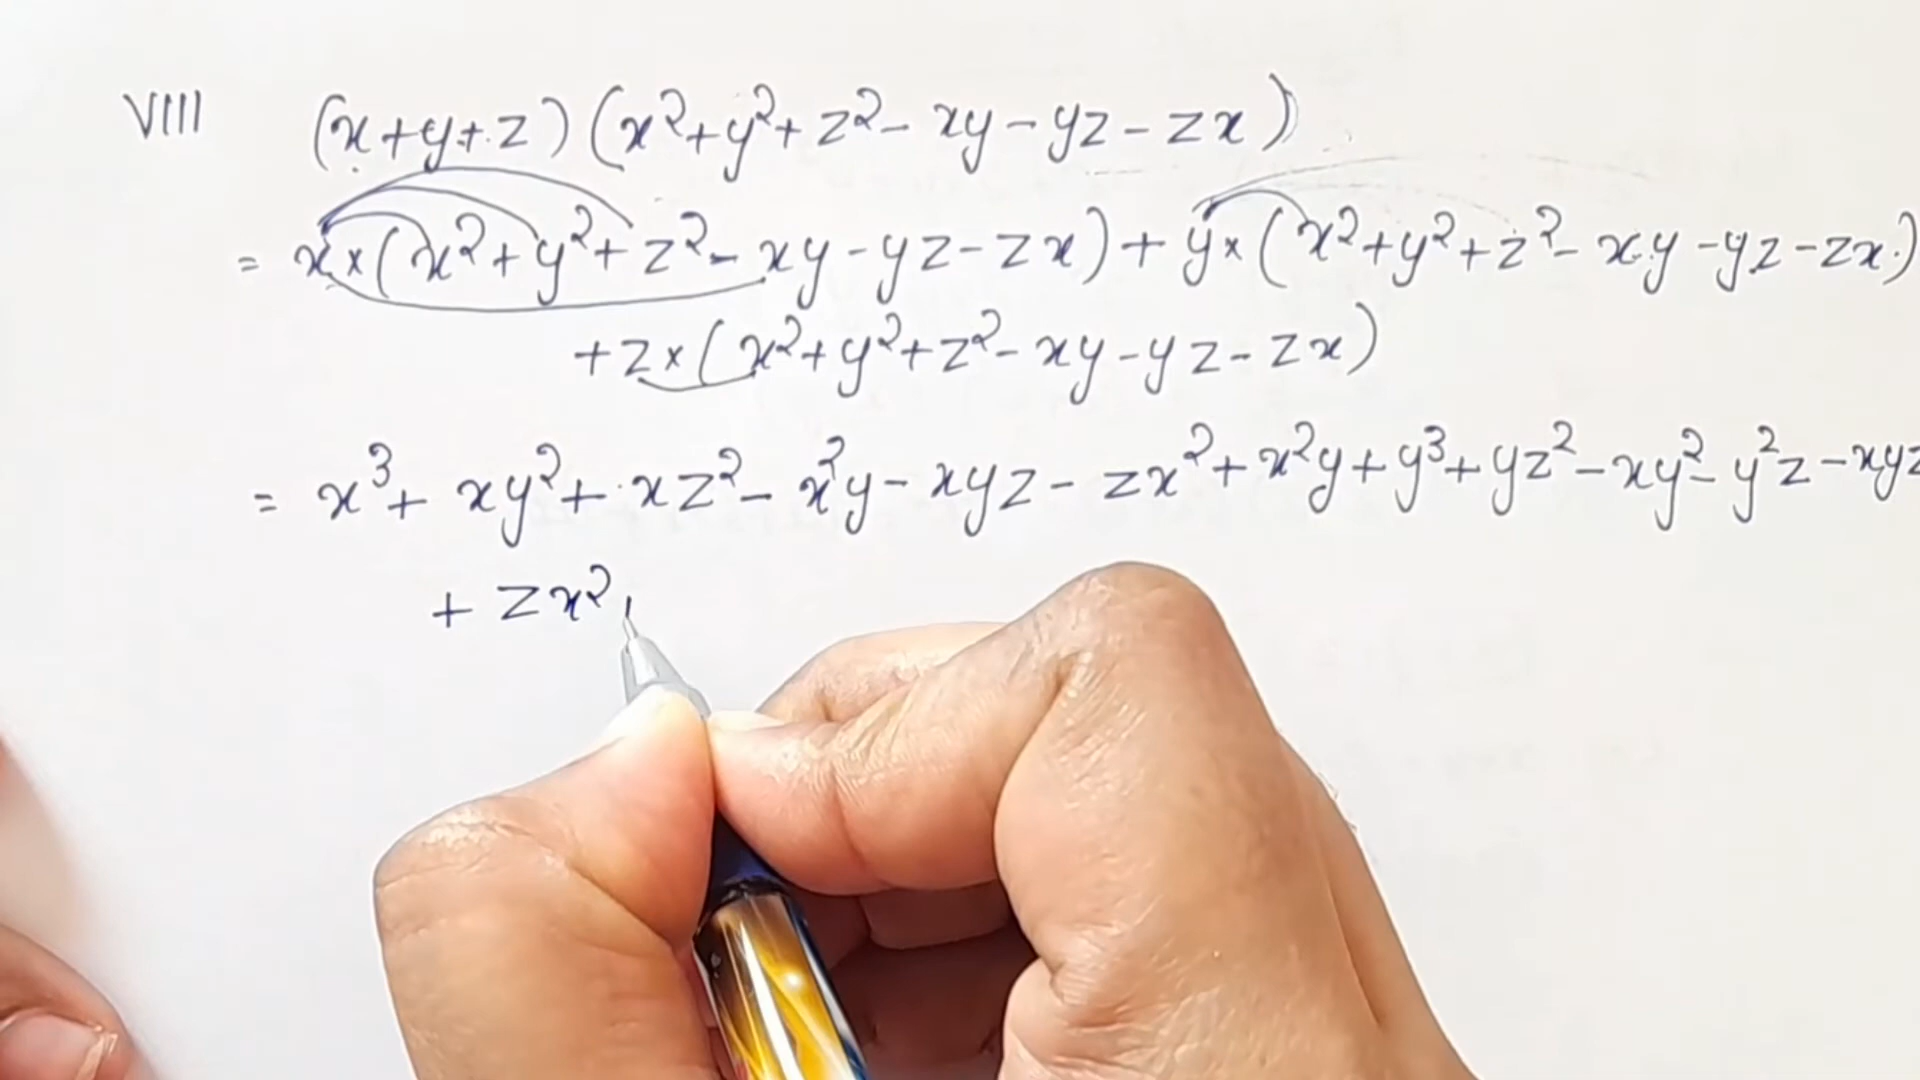 VIII (x+y+z)(x²+y²+z²-xy-yz-zx)
= x×(x²+y²+z²-xy-yz-zx)+y×(x²+y²+z²-xy-yz-zx)
+z×(x²+y²+z²-xy-yz-zx)
= x³+xy²+xz²-x²y-xyz-zx²+x²y+y³+yz²-xy²-y²z-xyz
+ zx²